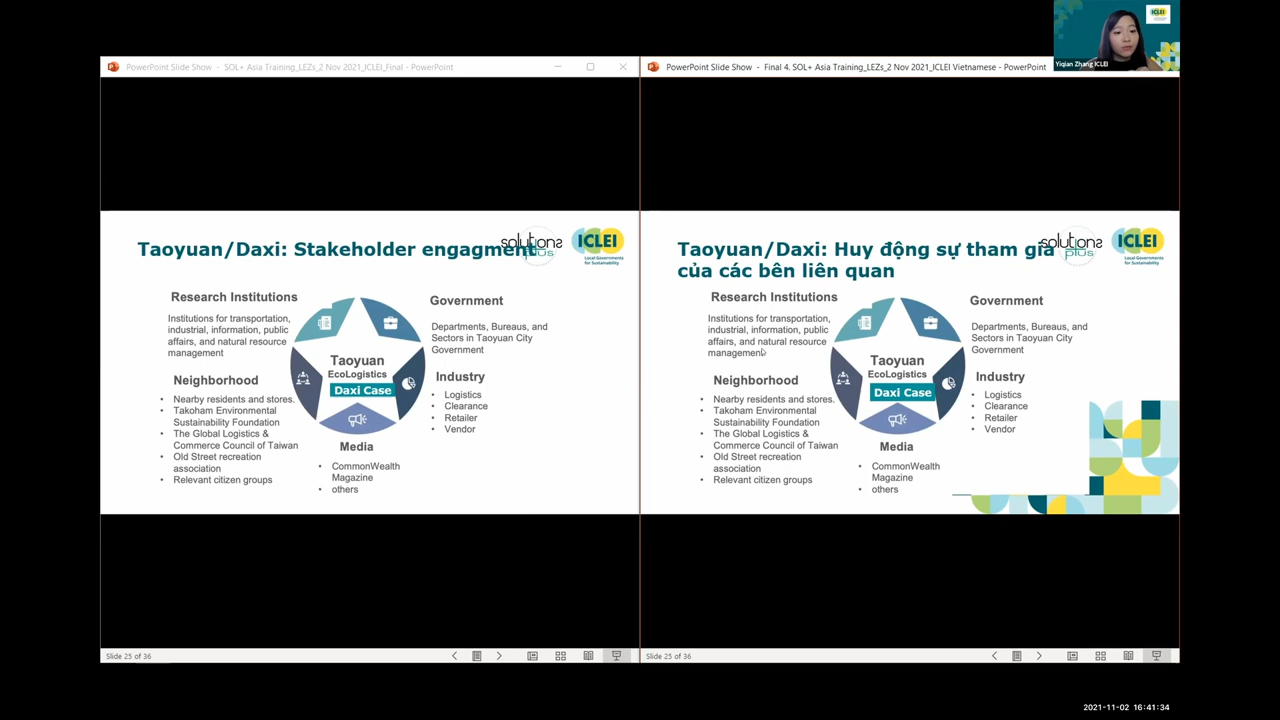 ICLEI
Yiqian Zhang ICLEI
PowerPoint Slide Show - SOL+ Asia Training_LEZs_2 Nov 2021_ICLEI_Final - PowerPoint
Taoyuan/Daxi: Stakeholder engagment
solutions
plus
ICLEI
Local Governments
for Sustainability
Research Institutions
Institutions for transportation,
industrial, information, public
affairs, and natural resource
management
Government
Departments, Bureaus, and
Sectors in Taoyuan City
Government
Taoyuan
EcoLogistics
Daxi Case
Neighborhood
• Nearby residents and stores.
• Takoham Environmental
Sustainability Foundation
• The Global Logistics &
Commerce Council of Taiwan
• Old Street recreation
association
• Relevant citizen groups
Industry
• Logistics
• Clearance
• Retailer
• Vendor
Media
• CommonWealth
Magazine
• others
Slide 25 of 36
PowerPoint Slide Show - Final 4. SOL+ Asia Training_LEZs_2 Nov 2021_ICLEI Vietnamese - PowerPoint
Taoyuan/Daxi: Huy động sự tham gia
của các bên liên quan
solutions
plus
ICLEI
Local Governments
for Sustainability
Research Institutions
Institutions for transportation,
industrial, information, public
affairs, and natural resource
management
Government
Departments, Bureaus, and
Sectors in Taoyuan City
Government
Taoyuan
EcoLogistics
Daxi Case
Neighborhood
• Nearby residents and stores.
• Takoham Environmental
Sustainability Foundation
• The Global Logistics &
Commerce Council of Taiwan
• Old Street recreation
association
• Relevant citizen groups
Industry
• Logistics
• Clearance
• Retailer
• Vendor
Media
• CommonWealth
Magazine
• others
Slide 25 of 36
2021-11-02 16:41:34